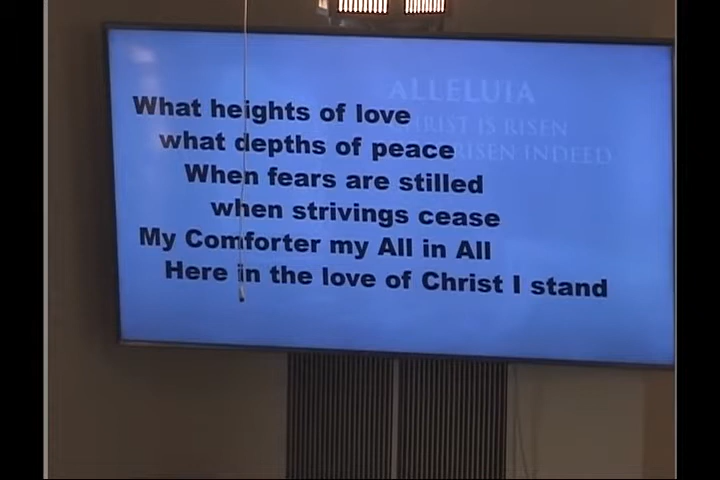 ALLELUIA
CHRIST IS RISEN
RISEN INDEED
What heights of love
what depths of peace
When fears are stilled
when strivings cease
My Comforter my All in All
Here in the love of Christ I stand